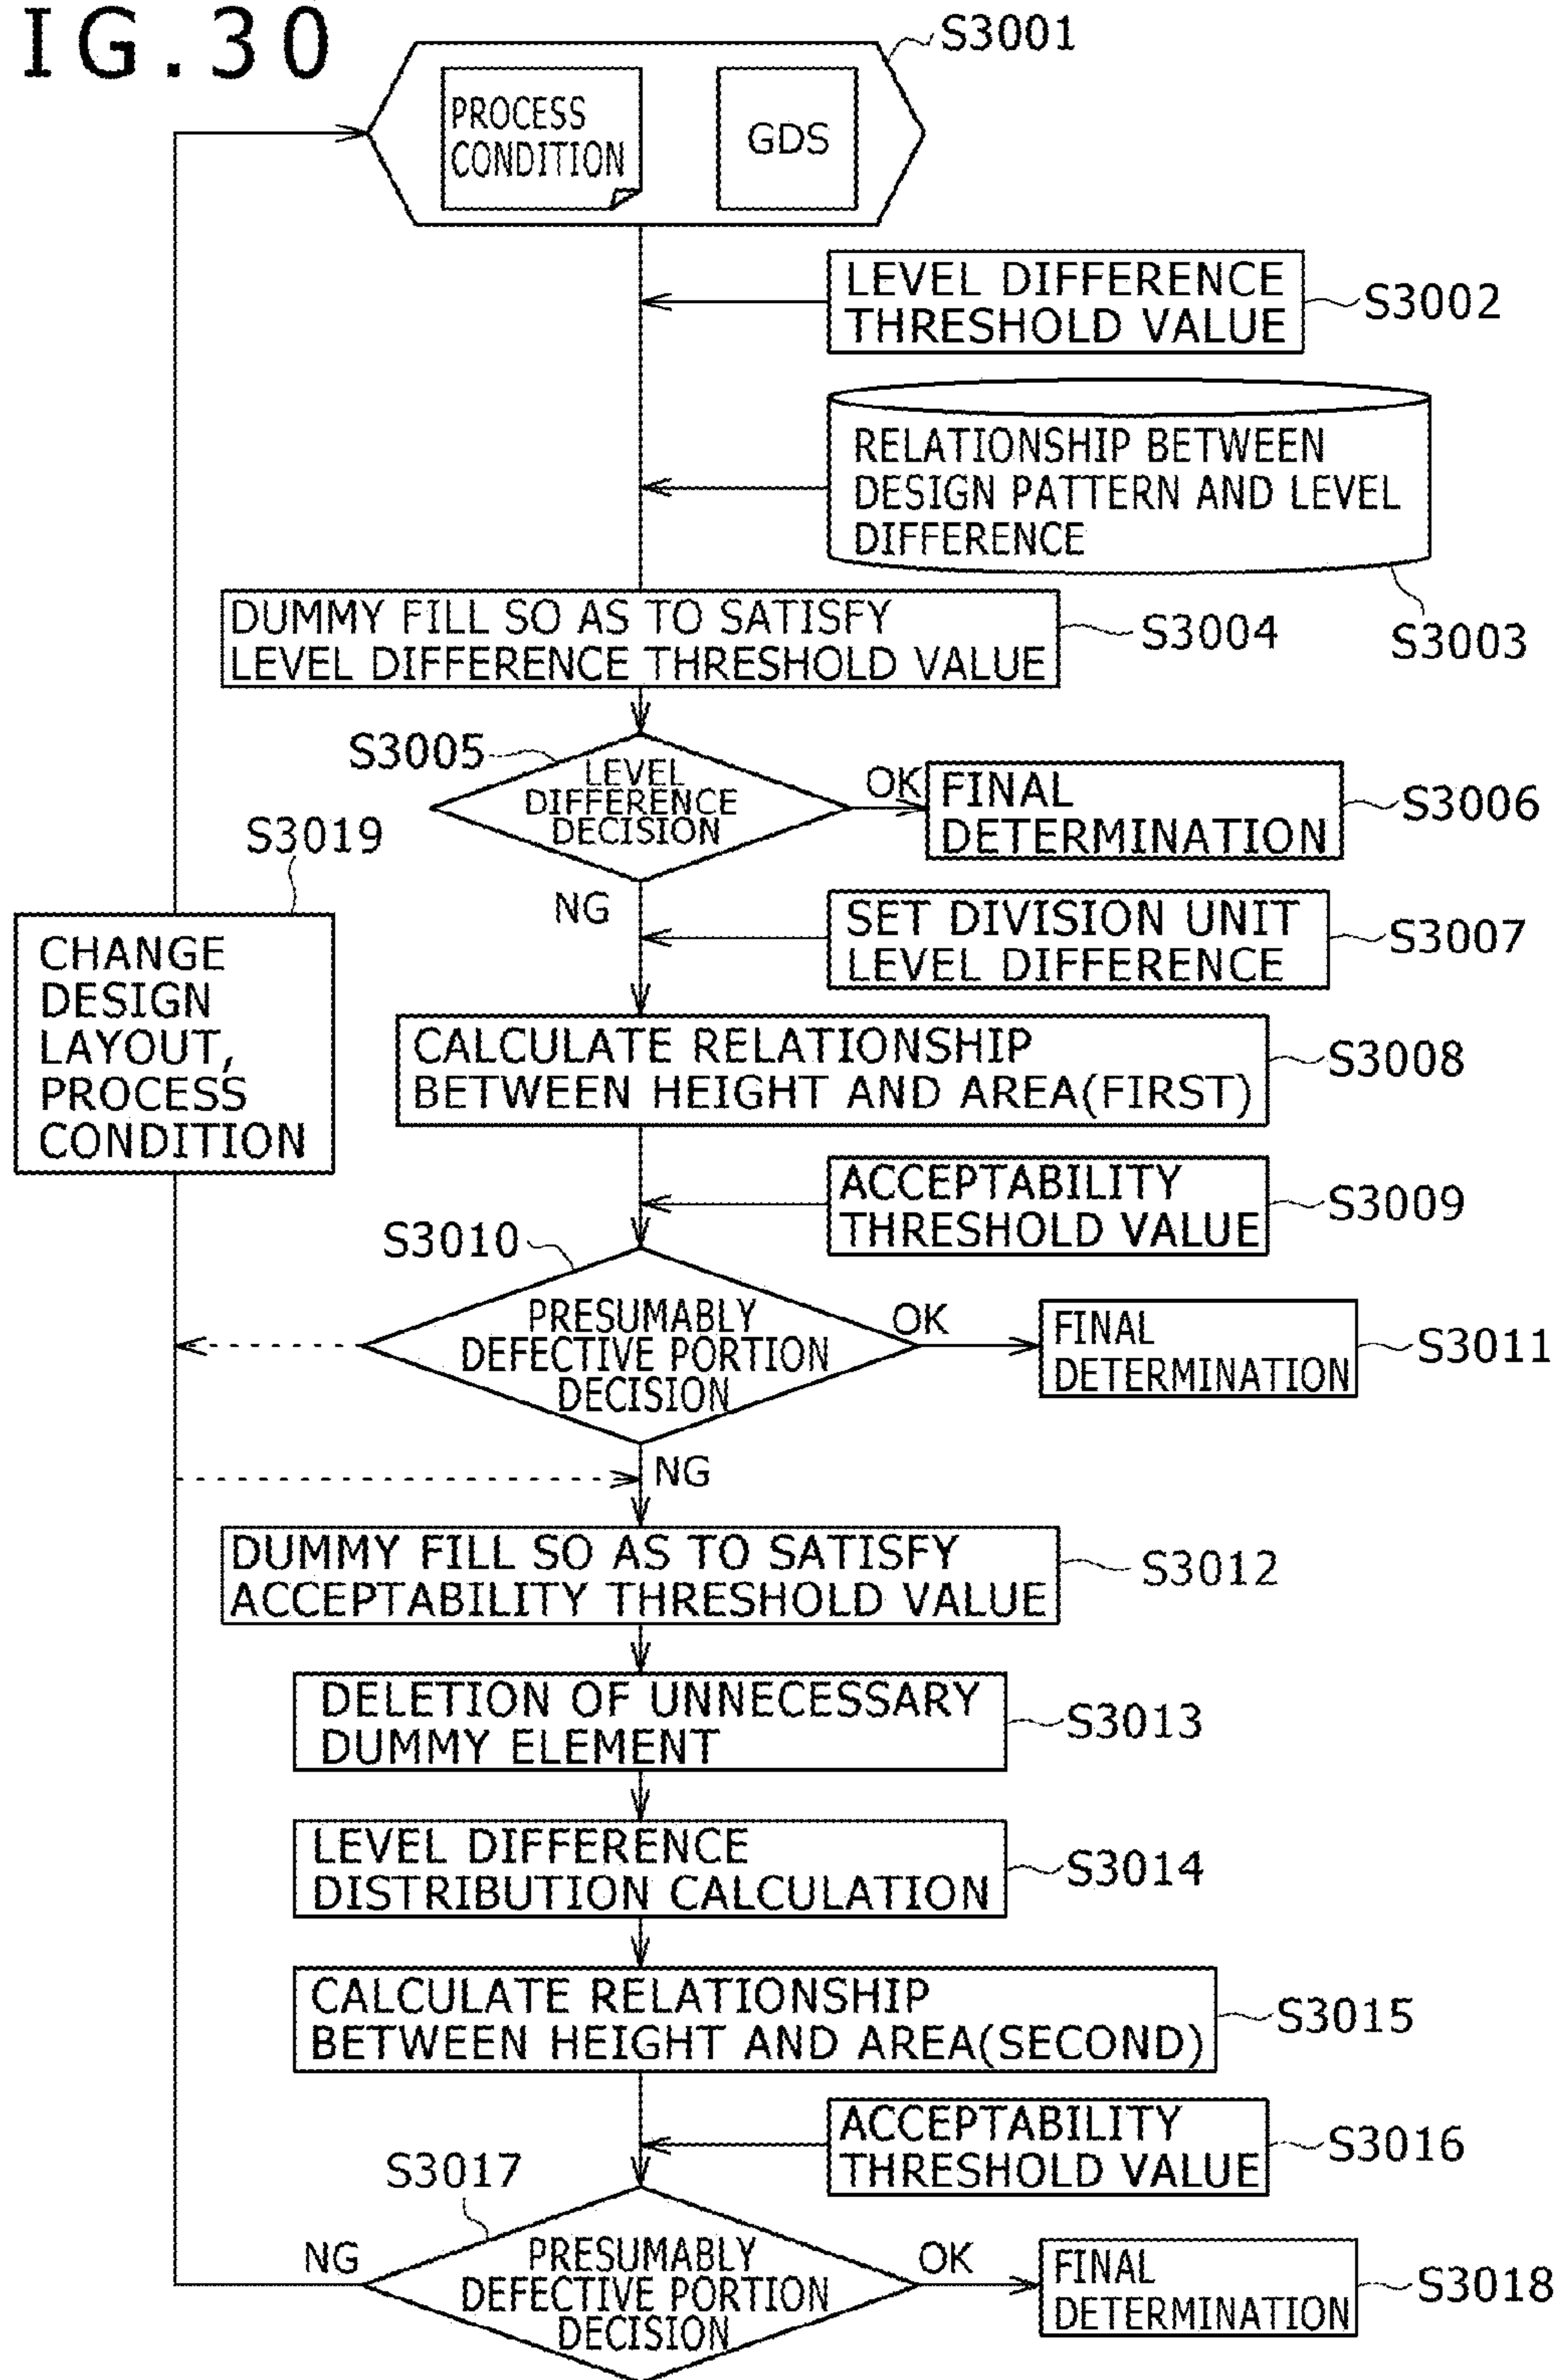 IG.30
S3001
PROCESS
CONDITION
GDS
LEVEL DIFFERENCE
THRESHOLD VALUE
S3002
RELATIONSHIP BETWEEN
DESIGN PATTERN AND LEVEL
DIFFERENCE
S3003
DUMMY FILL SO AS TO SATISFY
LEVEL DIFFERENCE THRESHOLD VALUE
S3004
S3005
LEVEL
DIFFERENCE
DECISION
OK
FINAL
DETERMINATION
S3006
NG
S3019
CHANGE
DESIGN
LAYOUT,
PROCESS
CONDITION
SET DIVISION UNIT
LEVEL DIFFERENCE
S3007
CALCULATE RELATIONSHIP
BETWEEN HEIGHT AND AREA(FIRST)
S3008
ACCEPTABILITY
THRESHOLD VALUE
S3009
S3010
PRESUMABLY
DEFECTIVE PORTION
DECISION
OK
FINAL
DETERMINATION
S3011
NG
DUMMY FILL SO AS TO SATISFY
ACCEPTABILITY THRESHOLD VALUE
S3012
DELETION OF UNNECESSARY
DUMMY ELEMENT
S3013
LEVEL DIFFERENCE
DISTRIBUTION CALCULATION
S3014
CALCULATE RELATIONSHIP
BETWEEN HEIGHT AND AREA(SECOND)
S3015
ACCEPTABILITY
THRESHOLD VALUE
S3016
S3017
NG
PRESUMABLY
DEFECTIVE PORTION
DECISION
OK
FINAL
DETERMINATION
S3018